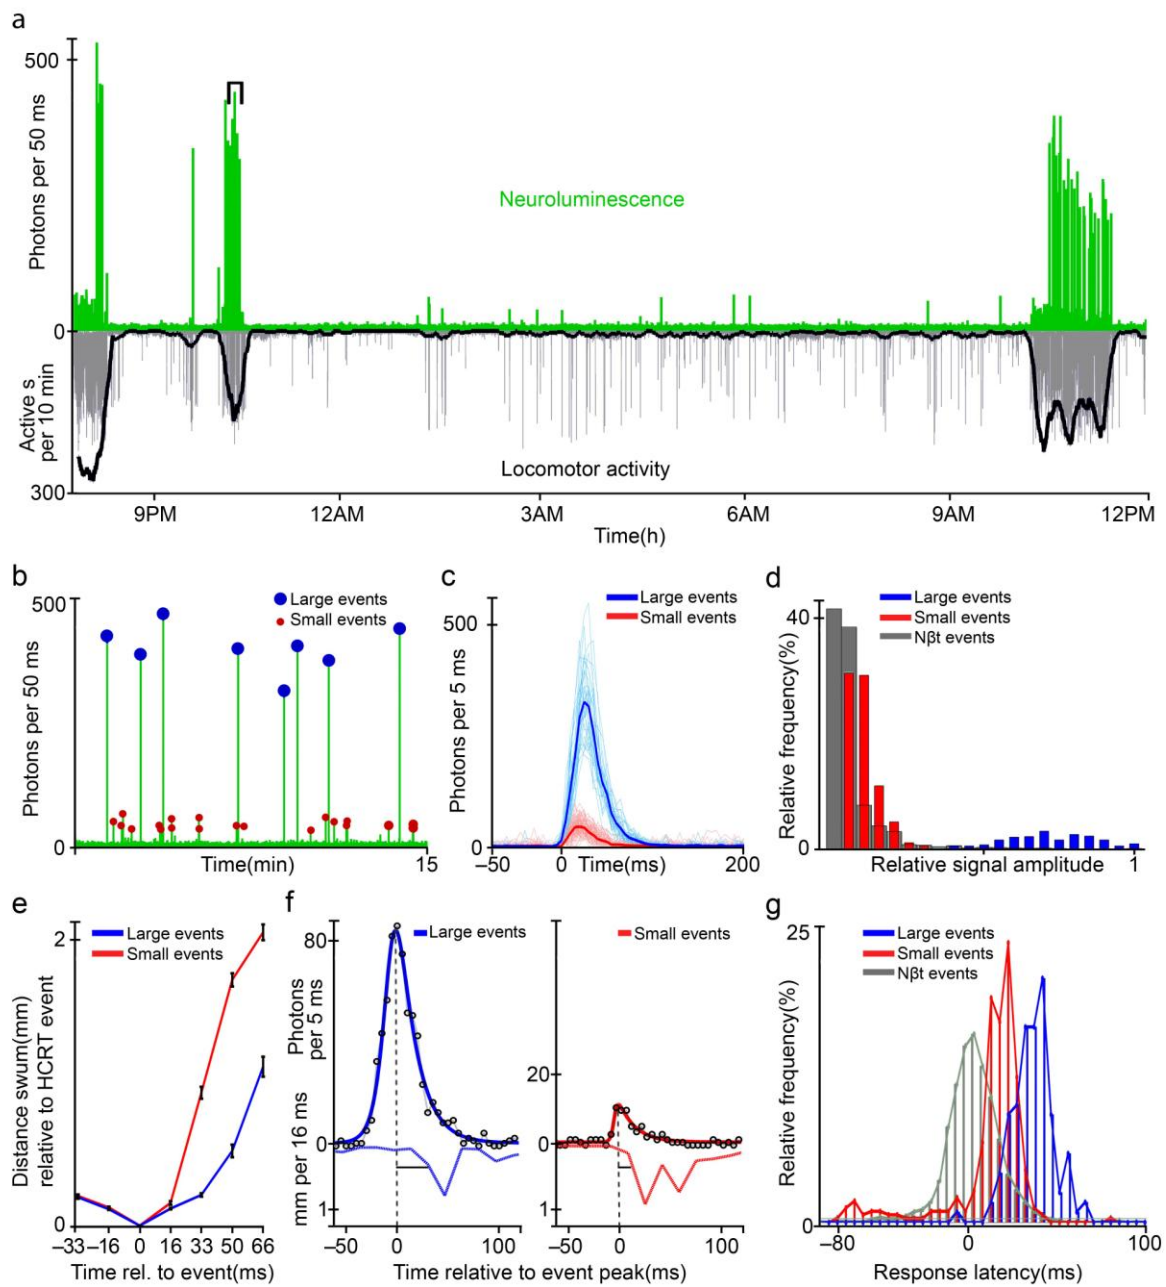 a
500
Photons per 50 ms
Neuroluminescence
0
Active s
per 10 min
Locomotor activity
300
9PM
12AM
3AM
6AM
9AM
12PM
Time(h)
b
500
Large events
Small events
Photons per 50 ms
0
Time(min)
15
c
Large events
Small events
500
Photons per 5 ms
0
−50
0
Time(ms)
200
d
Large events
Small events
Nβt events
40
Relative frequency(%)
0
Relative signal amplitude
1
e
Large events
Small events
2
Distance swum(mm)
relative to HCRT event
0
−33
−16
0
16
33
50
66
Time rel. to event(ms)
f
Large events
80
Photons
per 5 ms
0
mm per 16 ms
1
−50
0
100
Small events
20
0
1
−50
0
100
Time relative to event peak(ms)
g
25
Large events
Small events
Nβt events
Relative frequency(%)
0
−80
0
100
Response latency(ms)